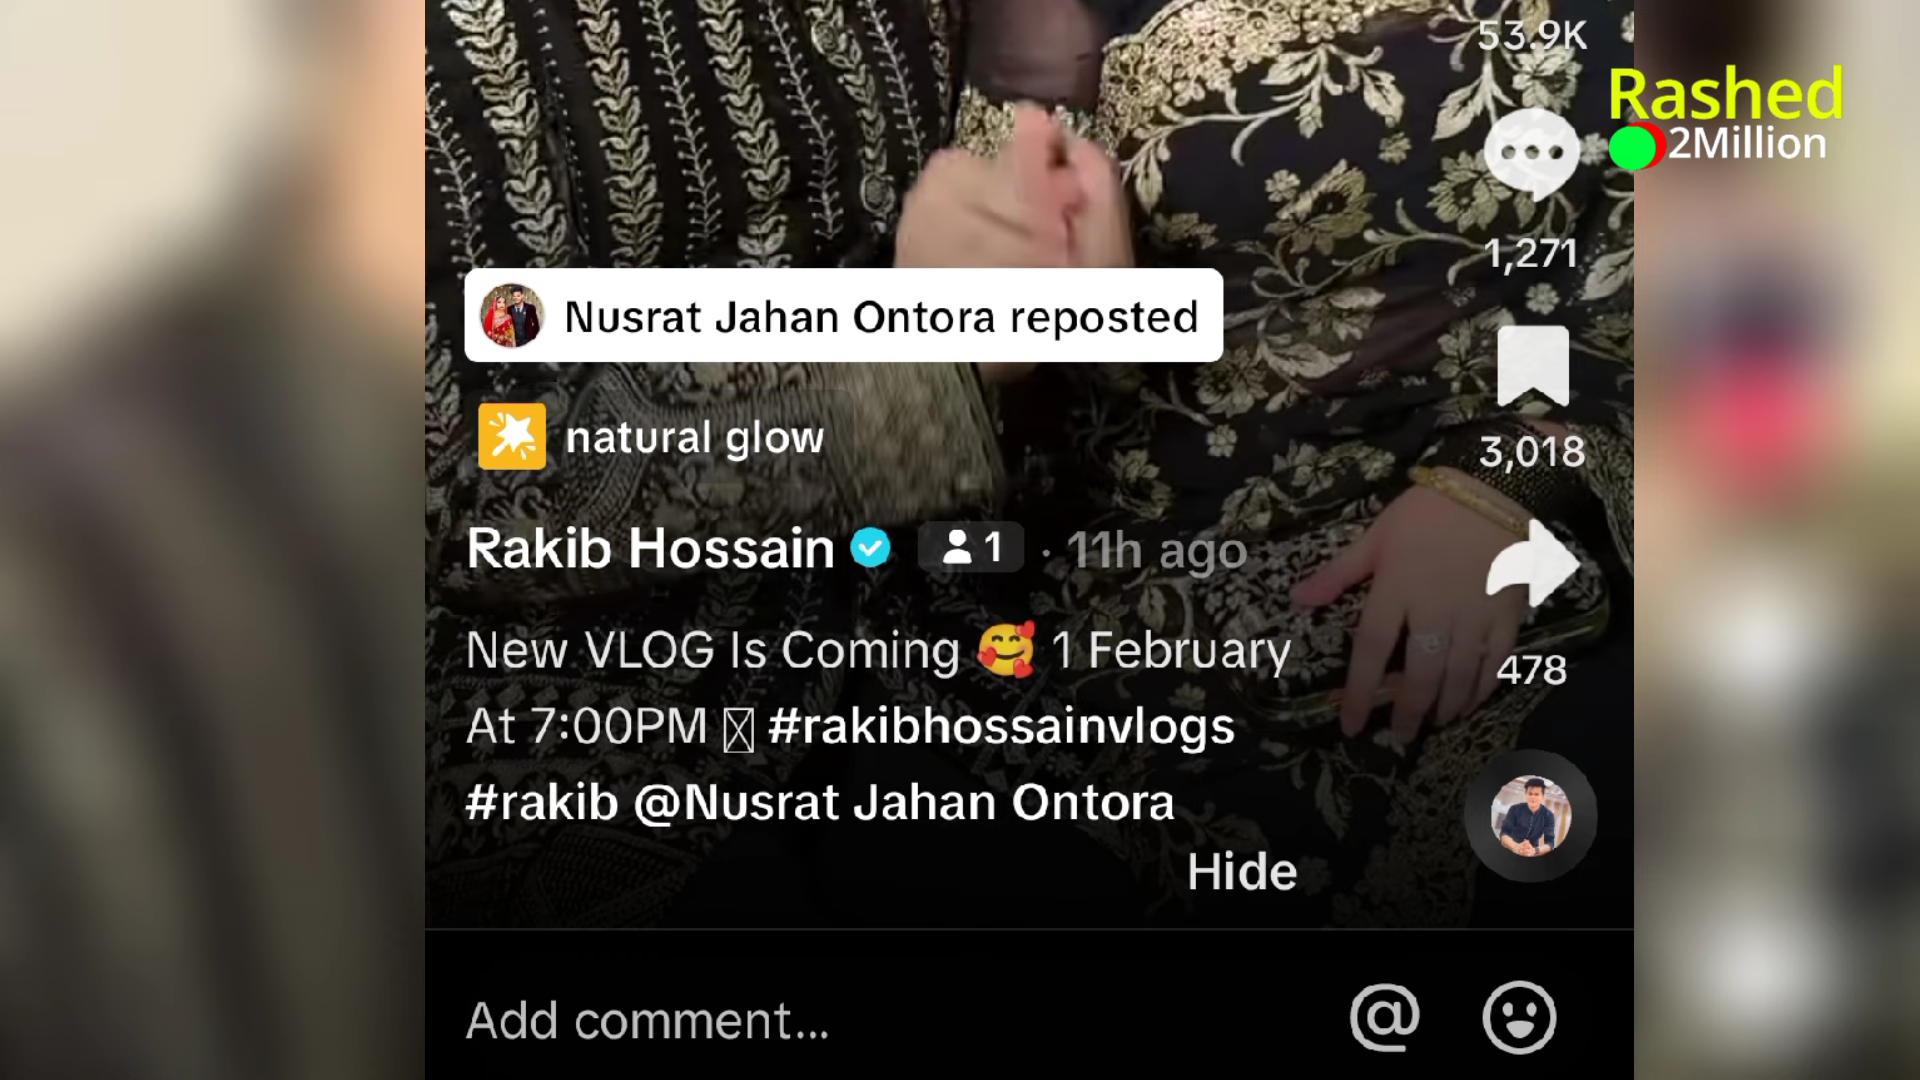 53.9K
Rashed
2Million
1,271
Nusrat Jahan Ontora reposted
natural glow
3,018
Rakib Hossain 1 · 11h ago
New VLOG Is Coming 🥰 1 February
At 7:00PM #rakibhossainvlogs
478
#rakib @Nusrat Jahan Ontora
Hide
Add comment...
@